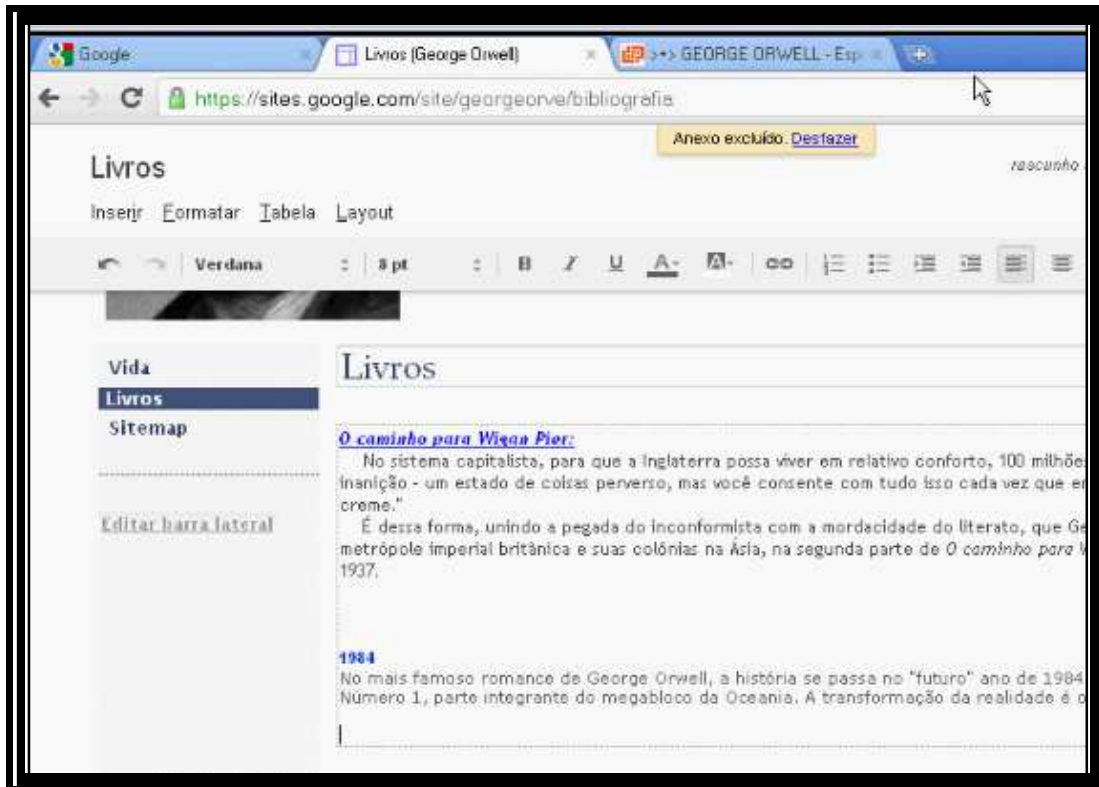 Google
Livros (George Orwell)
>+> GEORGE ORWELL - Esp
https://sites.google.com/site/georgeorve/bibliografia
Anexo excluído. Desfazer
Livros
rascunho
Inserir Formatar Tabela Layout
Verdana 8 pt B I U A A
Vida
Livros
Livros
Sitemap
O caminho para Wigan Pier:
No sistema capitalista, para que a Inglaterra possa viver em relativo conforto, 100 milhõe
inanição - um estado de coisas perverso, mas você consente com tudo isso cada vez que e
creme."
Editar barra lateral
É dessa forma, unindo a pegada do inconformista com a mordacidade do literato, que Ge
metrópole imperial britânica e suas colônias na Ásia, na segunda parte de O caminho para
1937.
1984
No mais famoso romance de George Orwell, a história se passa no "futuro" ano de 1984
Número 1, parte integrante do megabloco da Oceania. A transformação da realidade é o